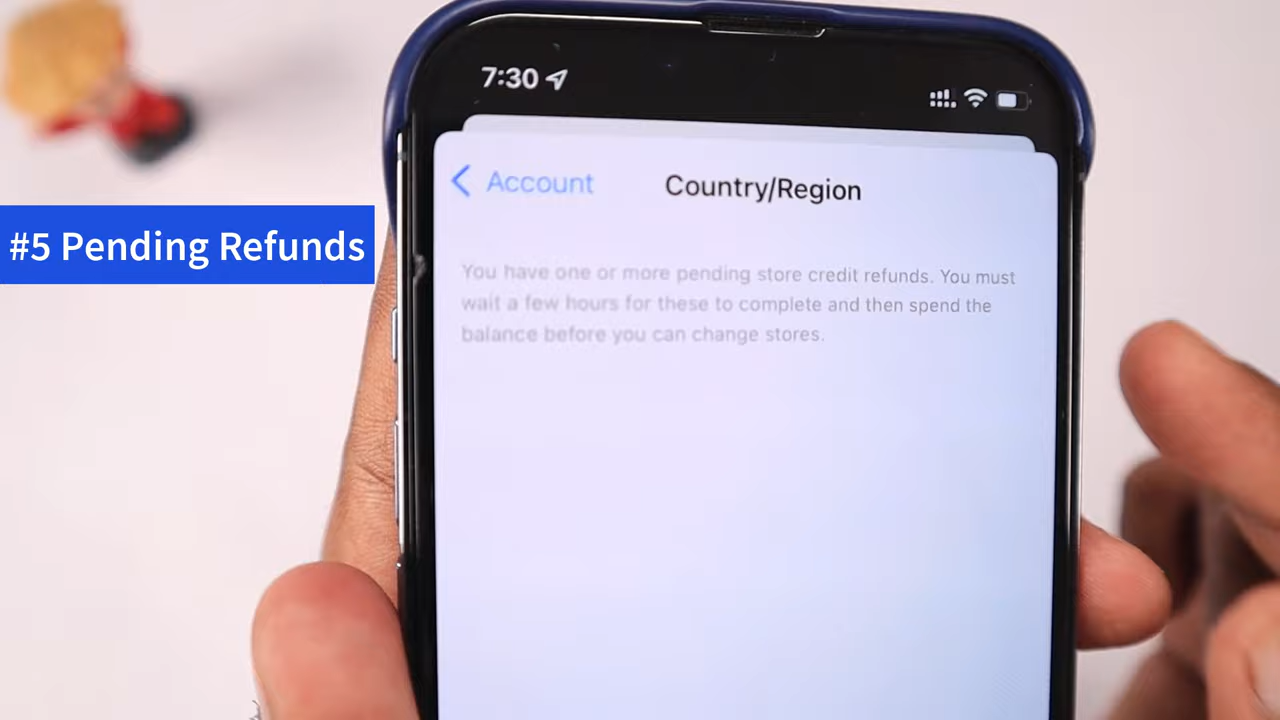 7:30
Account
Country/Region
#5 Pending Refunds
You have one or more pending store credit refunds. You must
wait a few hours for these to complete and then spend the
balance before you can change stores.